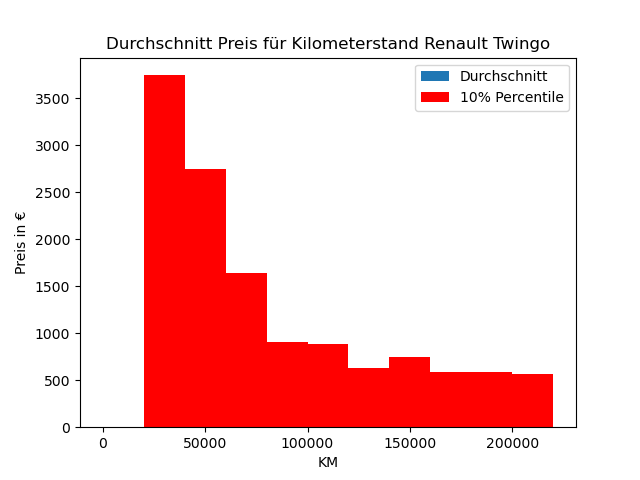 Durchschnitt Preis für Kilometerstand Renault Twingo
Durchschnitt
10% Percentile
Preis in €
3500
3000
2500
2000
1500
1000
500
0
0 50000 100000 150000 200000
KM